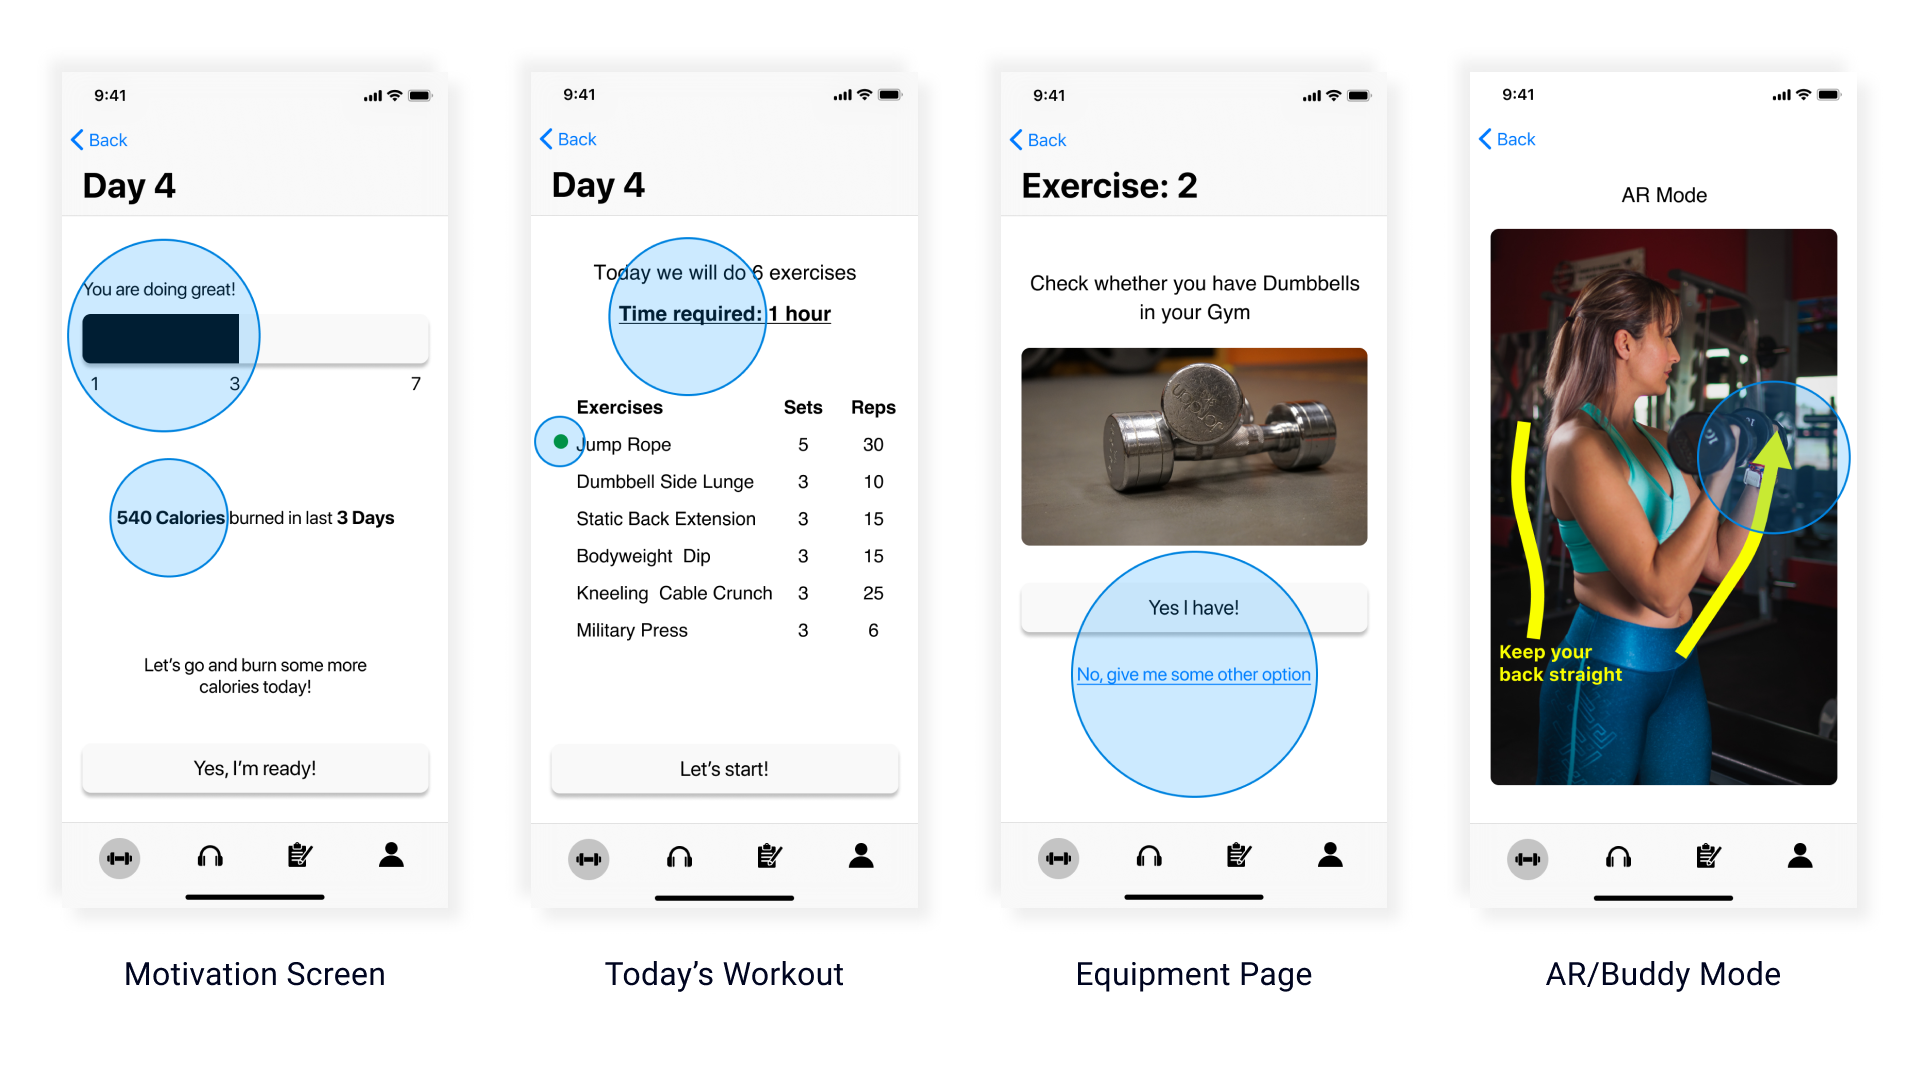 9:41
Back
Day 4
You are doing great!
1 3 7
540 Calories burned in last 3 Days
Let's go and burn some more
calories today!
Yes, I'm ready!
Motivation Screen
9:41
Back
Day 4
Today we will do 6 exercises
Time required: 1 hour
Exercises Sets Reps
Jump Rope 5 30
Dumbbell Side Lunge 3 10
Static Back Extension 3 15
Bodyweight Dip 3 15
Kneeling Cable Crunch 3 25
Military Press 3 6
Let's start!
Today's Workout
9:41
Back
Exercise: 2
Check whether you have Dumbbells
in your Gym
Yes I have!
No, give me some other option
Equipment Page
9:41
Back
AR Mode
Keep your
back straight
AR/Buddy Mode